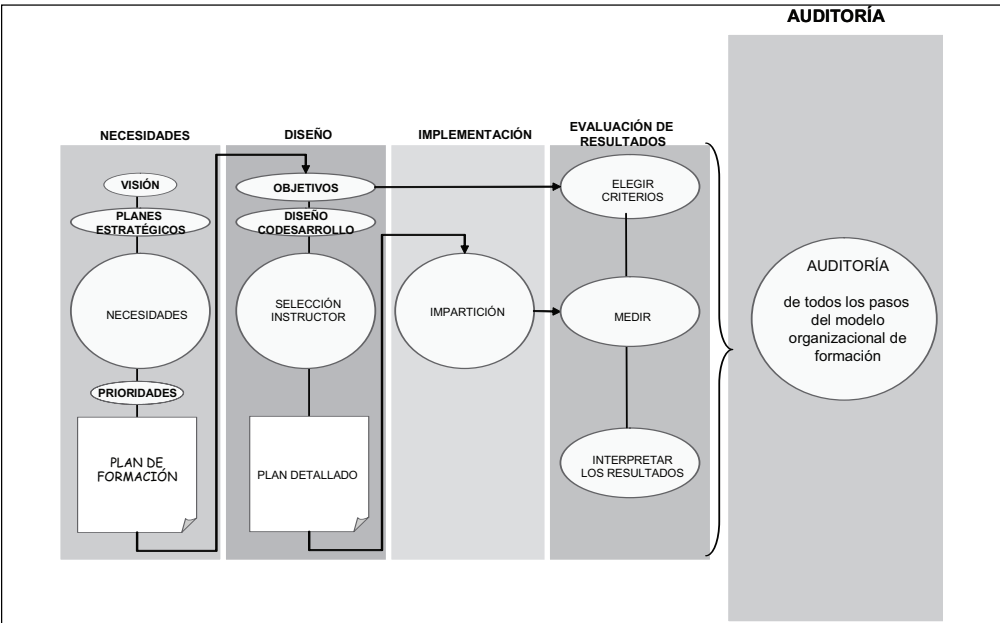 AUDITORÍA
NECESIDADES
DISEÑO
IMPLEMENTACIÓN
EVALUACIÓN DE
RESULTADOS
VISIÓN
PLANES
ESTRATÉGICOS
NECESIDADES
PRIORIDADES
PLAN DE
FORMACIÓN
OBJETIVOS
DISEÑO
CODESARROLLO
SELECCIÓN
INSTRUCTOR
PLAN DETALLADO
IMPARTICIÓN
ELEGIR
CRITERIOS
MEDIR
INTERPRETAR
LOS RESULTADOS
AUDITORÍA
de todos los pasos
del modelo
organizacional de
formación